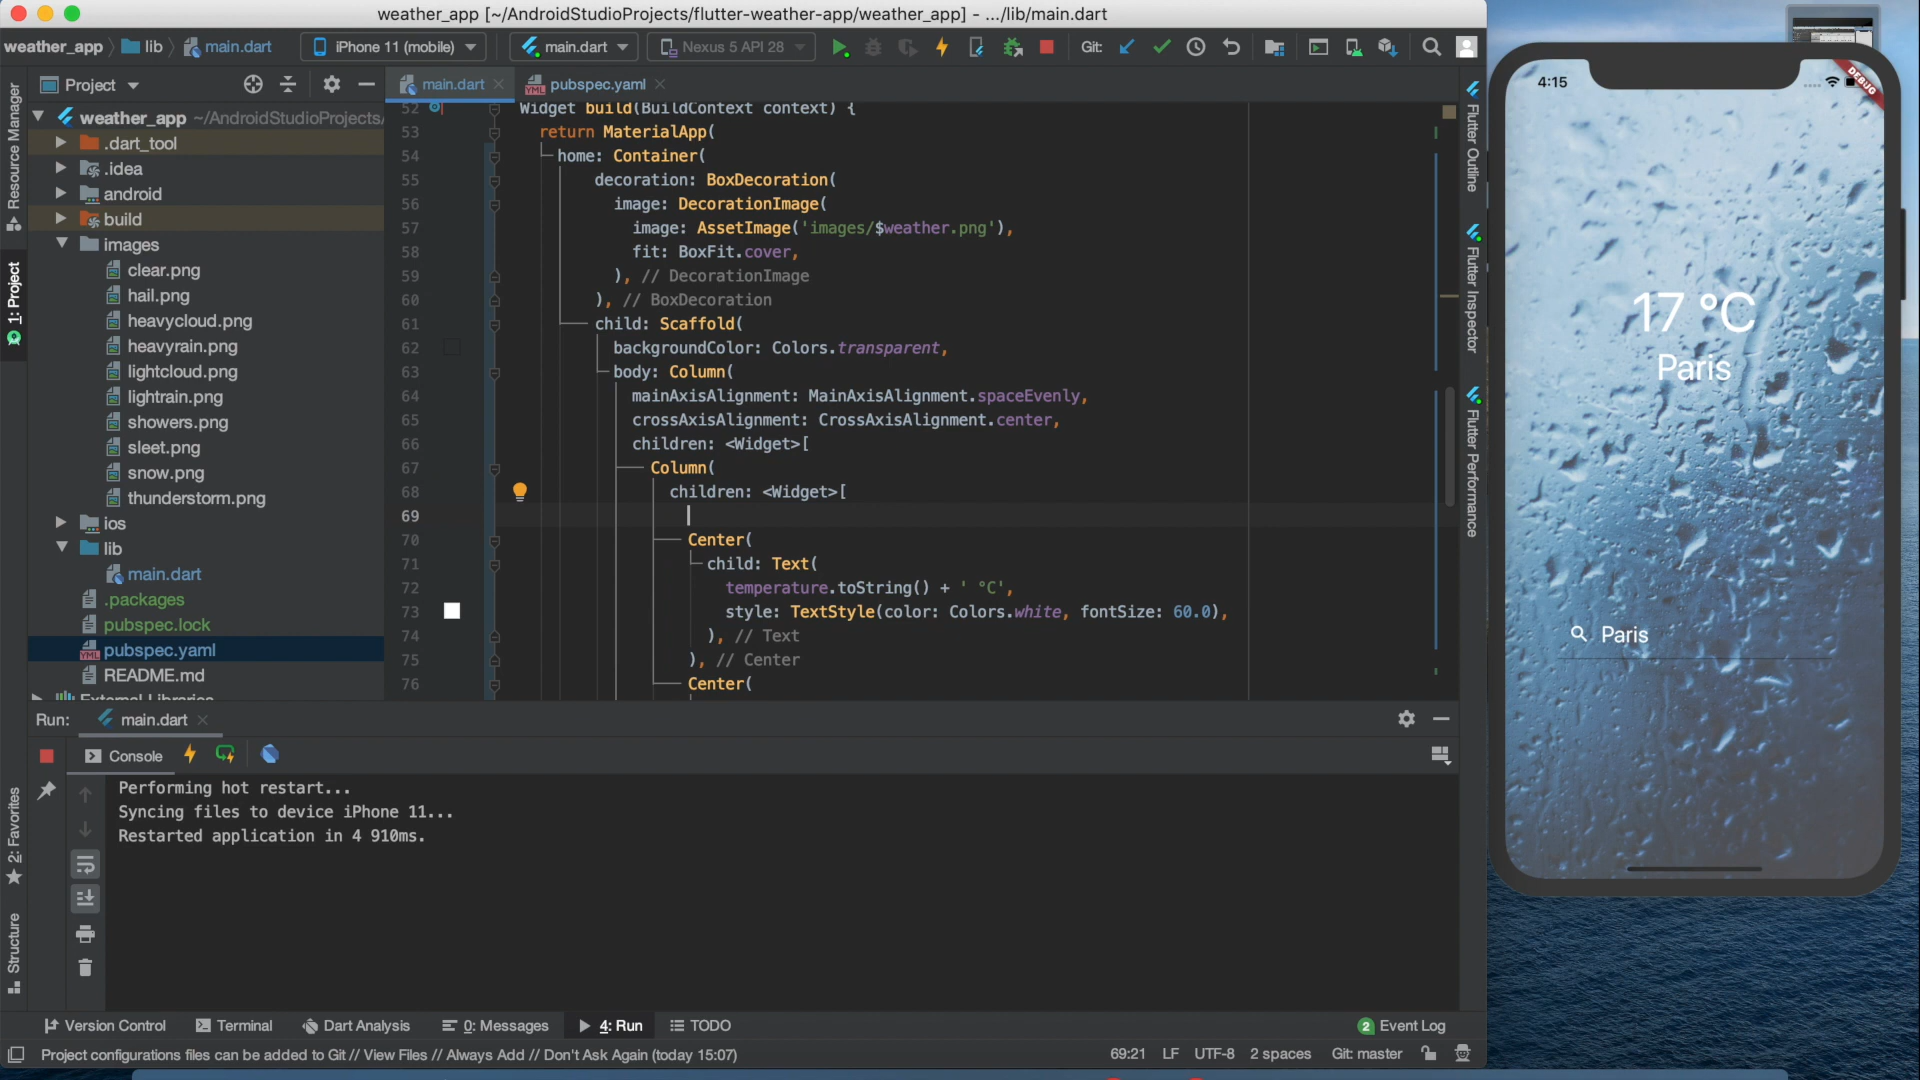 weather_app [~/AndroidStudioProjects/flutter-weather-app/weather_app] - .../lib/main.dart
weather_app lib main.dart iPhone 11 (mobile) main.dart Nexus 5 API 28 Git:
Resource Manager
1: Project
2: Favorites
Structure
Project
weather_app ~/AndroidStudioProjects/
.dart_tool
.idea
android
build
images
clear.png
hail.png
heavycloud.png
heavyrain.png
lightcloud.png
lightrain.png
showers.png
sleet.png
snow.png
thunderstorm.png
ios
lib
main.dart
.packages
pubspec.lock
pubspec.yaml
README.md
External Libraries
main.dart pubspec.yaml
52 Widget build(BuildContext context) {
53 return MaterialApp(
54 home: Container(
55 decoration: BoxDecoration(
56 image: DecorationImage(
57 image: AssetImage('images/$weather.png'),
58 fit: BoxFit.cover,
59 ), // DecorationImage
60 ), // BoxDecoration
61 child: Scaffold(
62 backgroundColor: Colors.transparent,
63 body: Column(
64 mainAxisAlignment: MainAxisAlignment.spaceEvenly,
65 crossAxisAlignment: CrossAxisAlignment.center,
66 children: <Widget>[
67 Column(
68 children: <Widget>[
69
70 Center(
71 child: Text(
72 temperature.toString() + ' °C',
73 style: TextStyle(color: Colors.white, fontSize: 60.0),
74 ), // Text
75 ), // Center
76 Center(
Flutter Outline
Flutter Inspector
Flutter Performance
Run: main.dart
Console
Performing hot restart...
Syncing files to device iPhone 11...
Restarted application in 4 910ms.
Version Control Terminal Dart Analysis 0: Messages 4: Run TODO 2 Event Log
Project configurations files can be added to Git // View Files // Always Add // Don't Ask Again (today 15:07) 69:21 LF UTF-8 2 spaces Git: master
4:15
DEBUG
17 °C
Paris
Paris